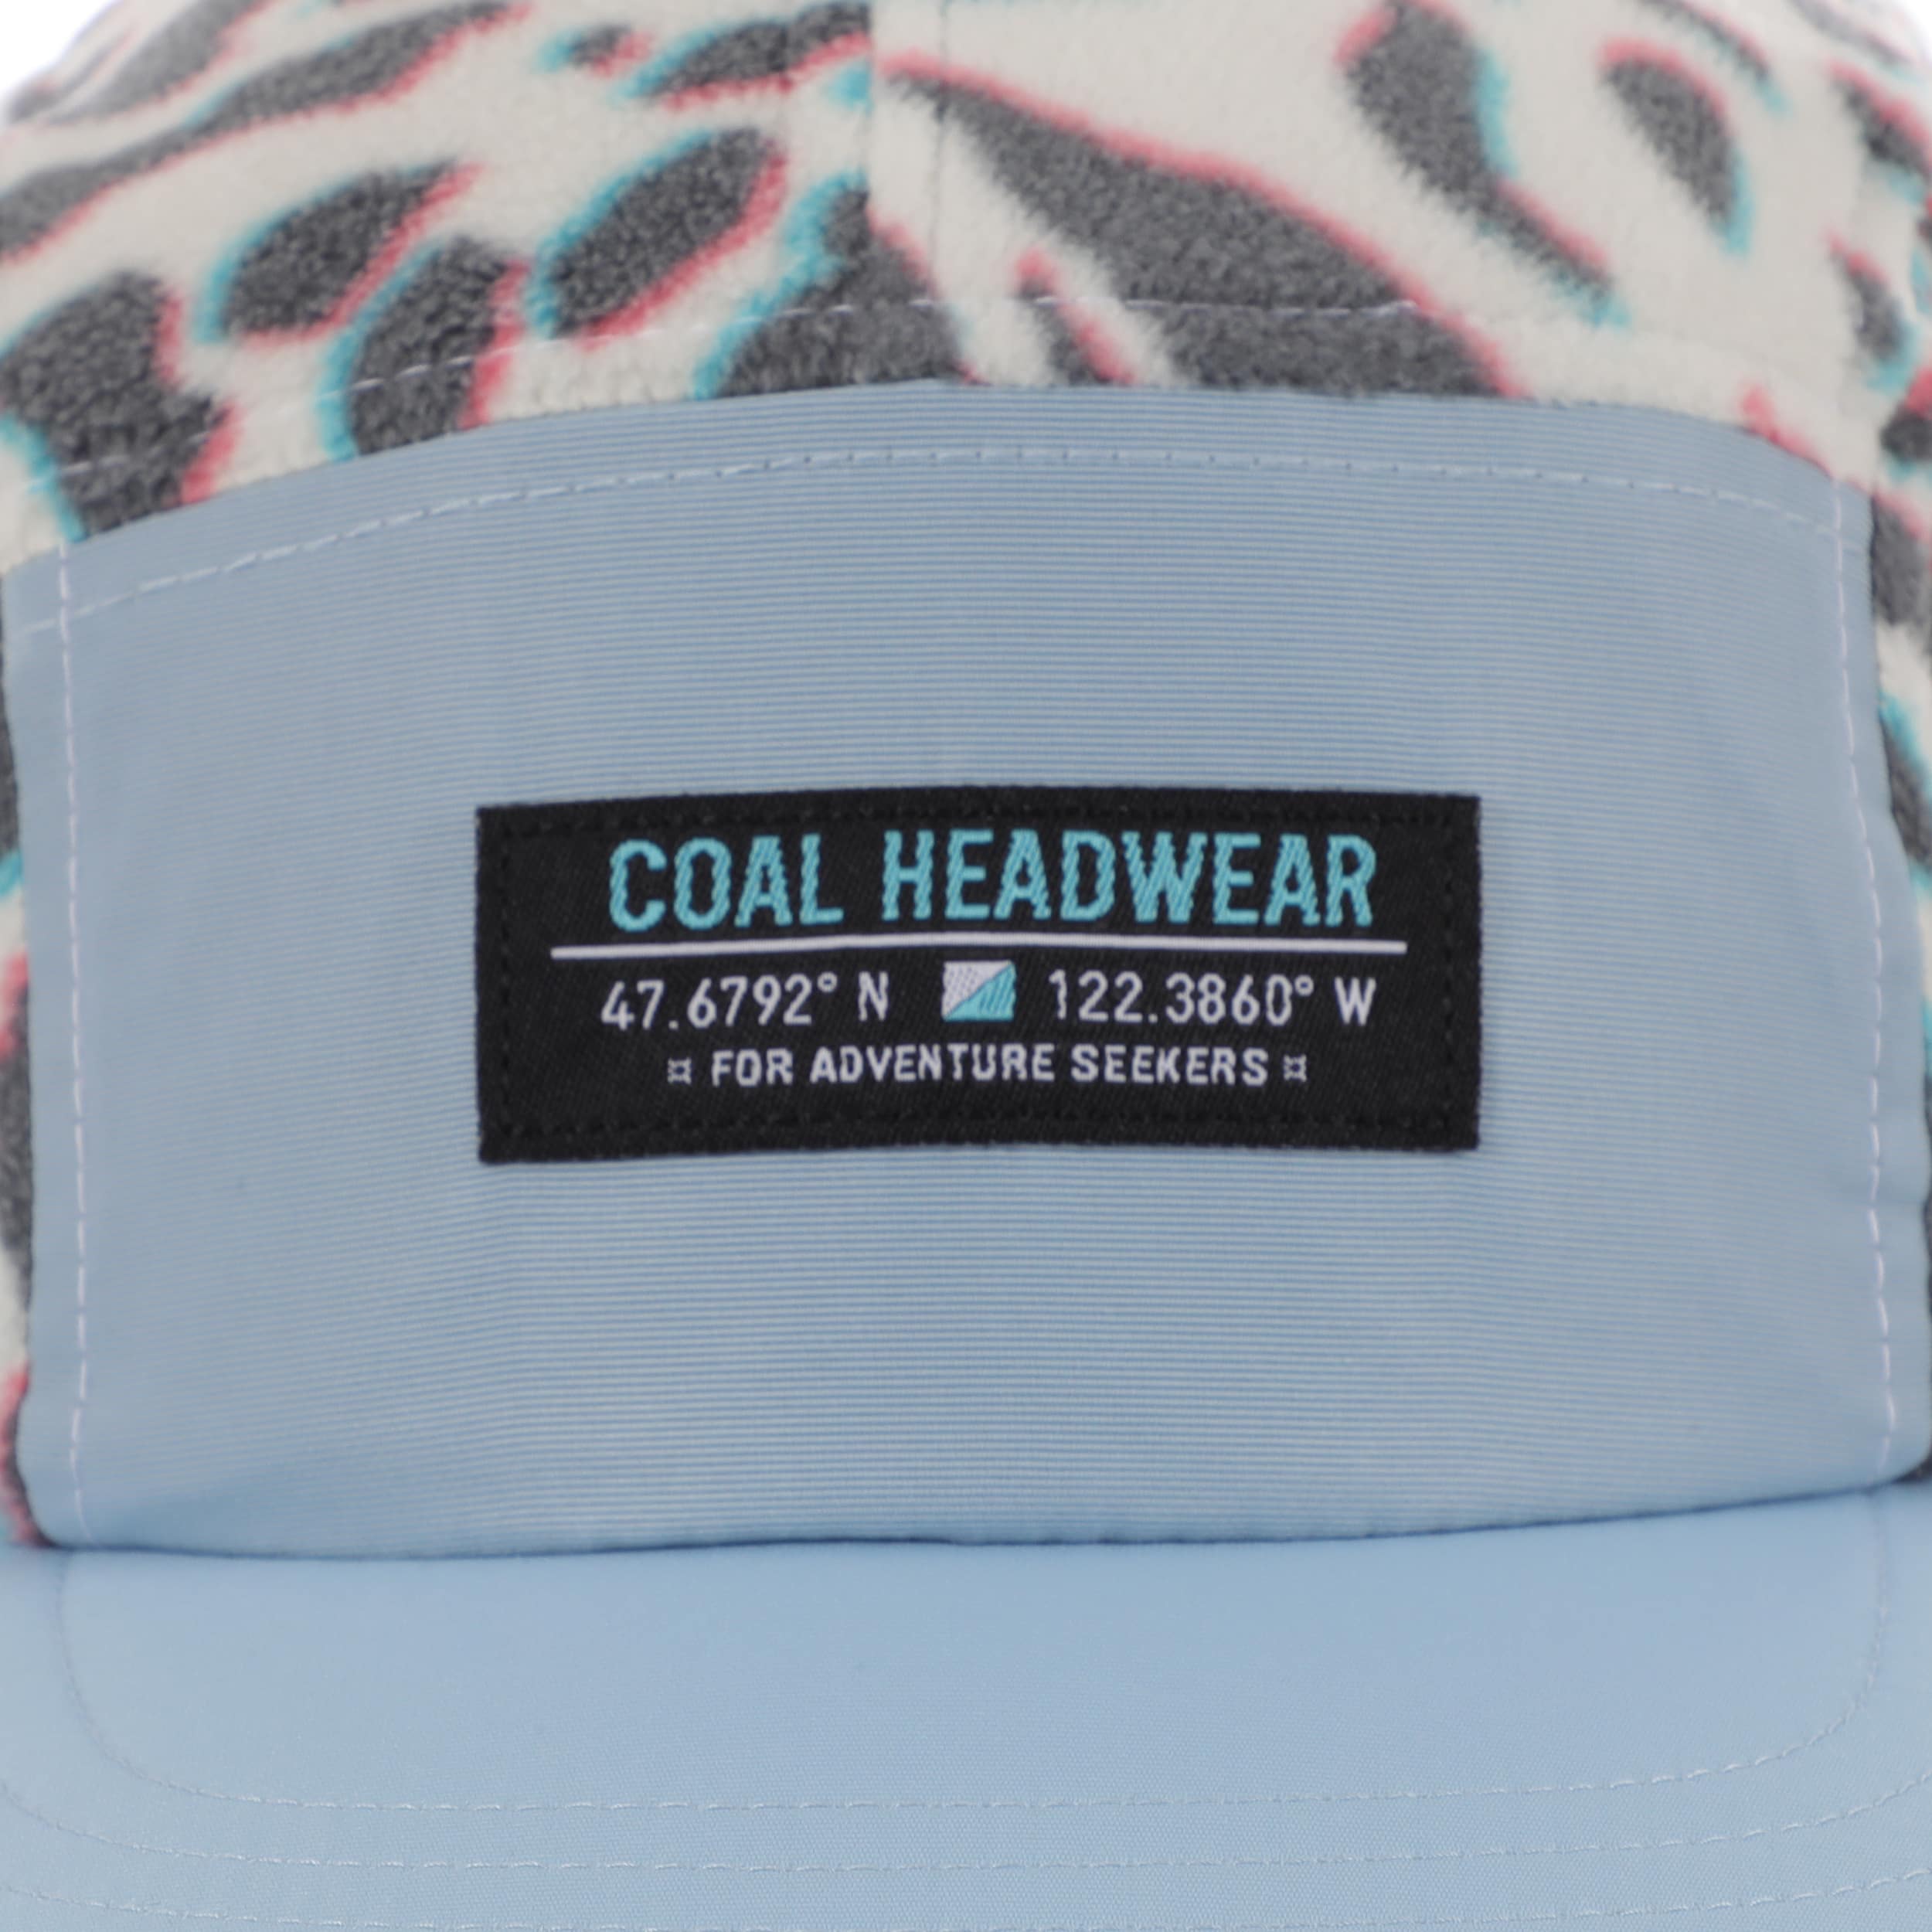 COAL HEADWEAR
47.6792° N 122.3860° W
¤ FOR ADVENTURE SEEKERS ¤